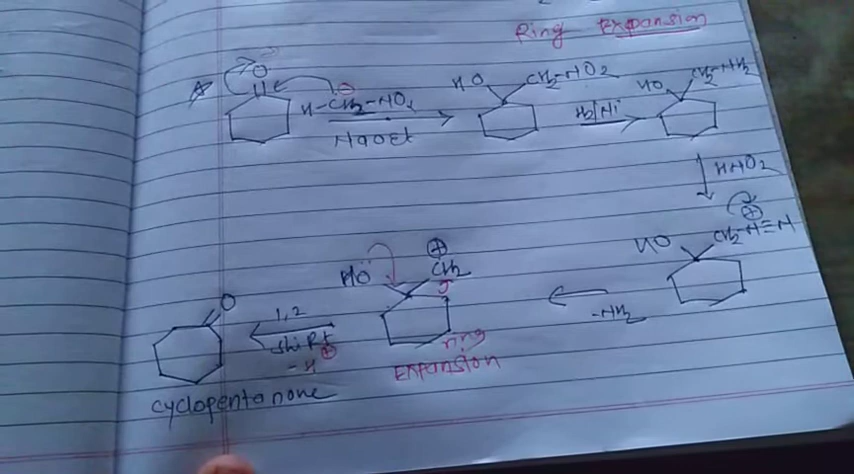 Ring Expansion
O
H-CH2-NO2
NaOEt
HO CH2-NO2
H2/Ni
HO CH2-NH2
HNO2
HO CH2-N≡N
-NH2
HO CH2
ring
Expansion
1,2
shift
-H
O
cyclopentanone